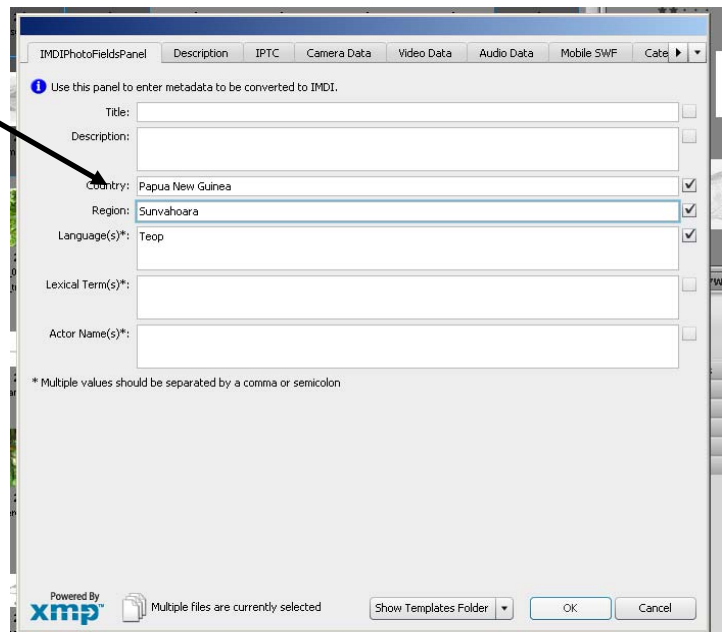 IMDIPhotoFieldsPanel Description IPTC Camera Data Video Data Audio Data Mobile SWF Cate
Use this panel to enter metadata to be converted to IMDI.
Title:
Description:
Country: Papua New Guinea
Region: Sunvahoara
Language(s)*: Teop
Lexical Term(s)*:
Actor Name(s)*:
* Multiple values should be separated by a comma or semicolon
Powered By
xmp™ Multiple files are currently selected Show Templates Folder OK Cancel